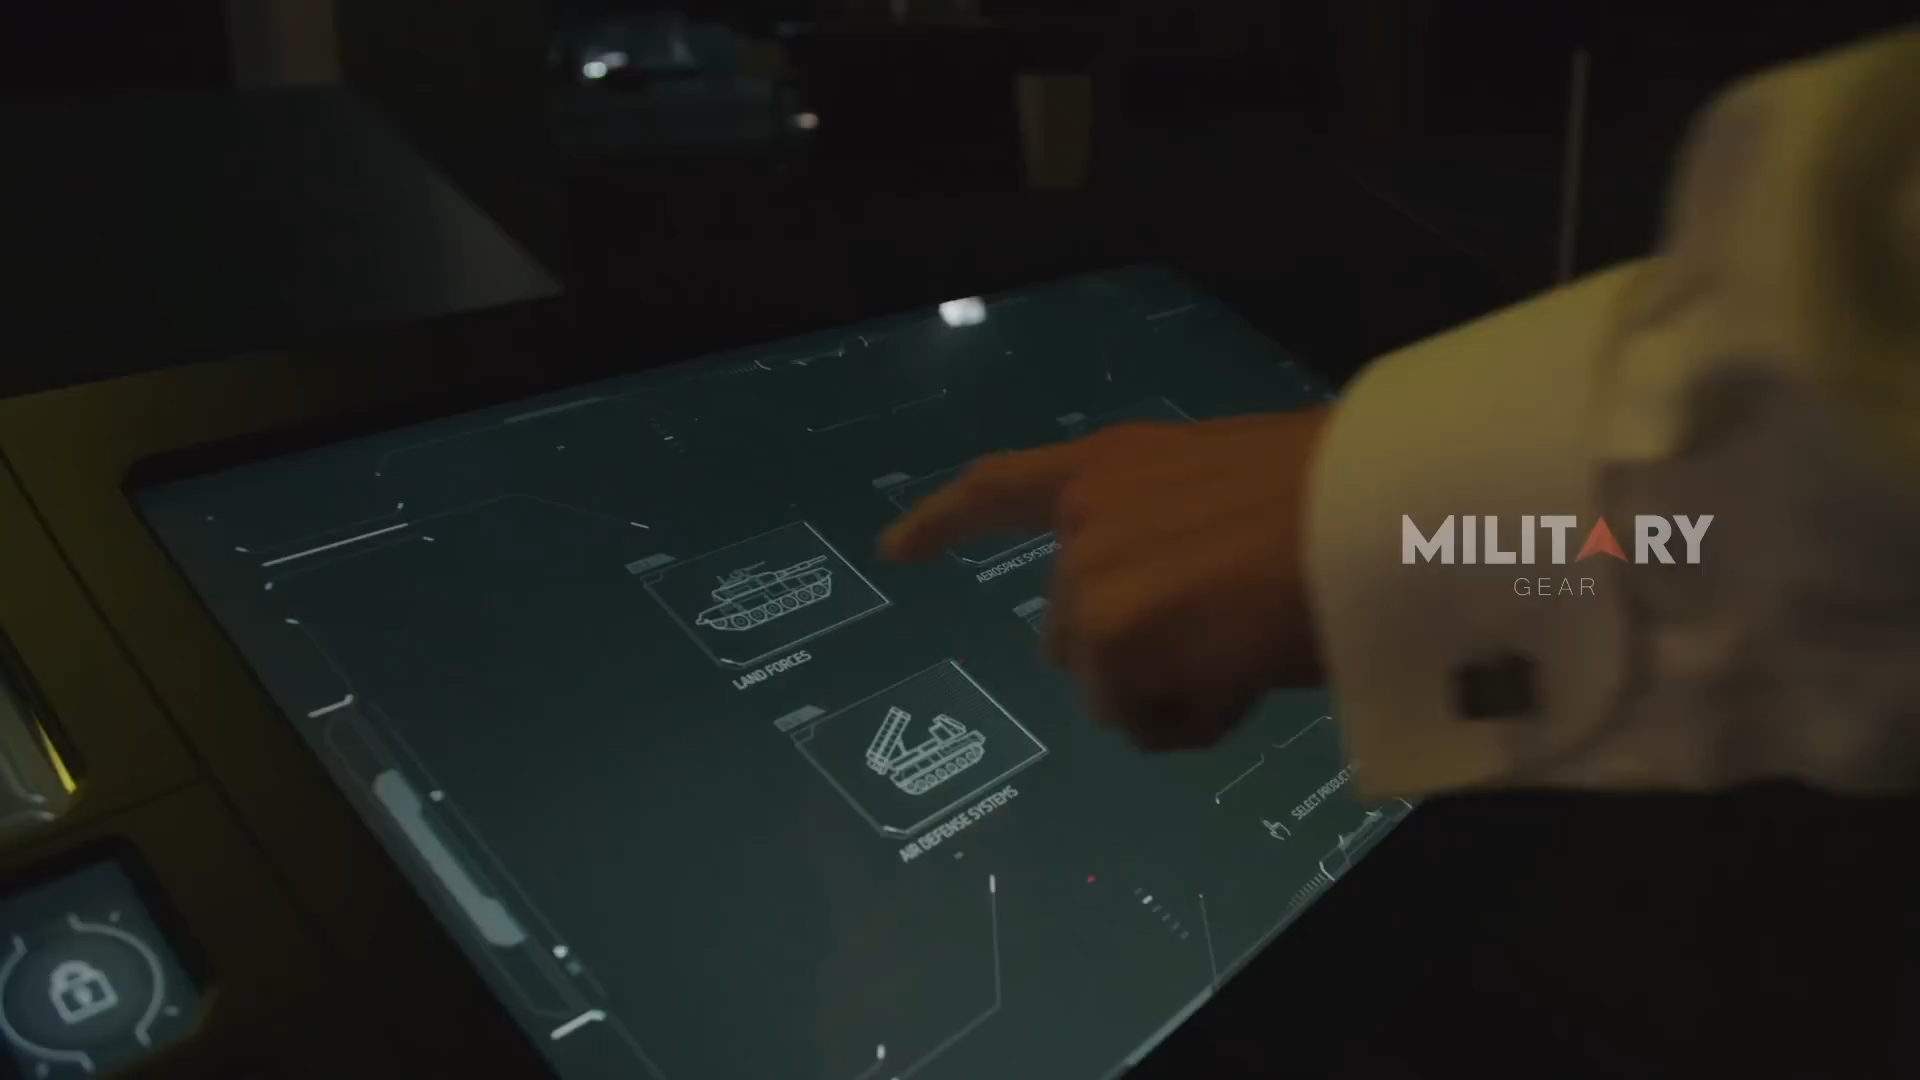 AEROSPACE SYSTEMS
LAND FORCES
AIR DEFENSE SYSTEMS
SELECT PRODUCT
MILITARY
GEAR